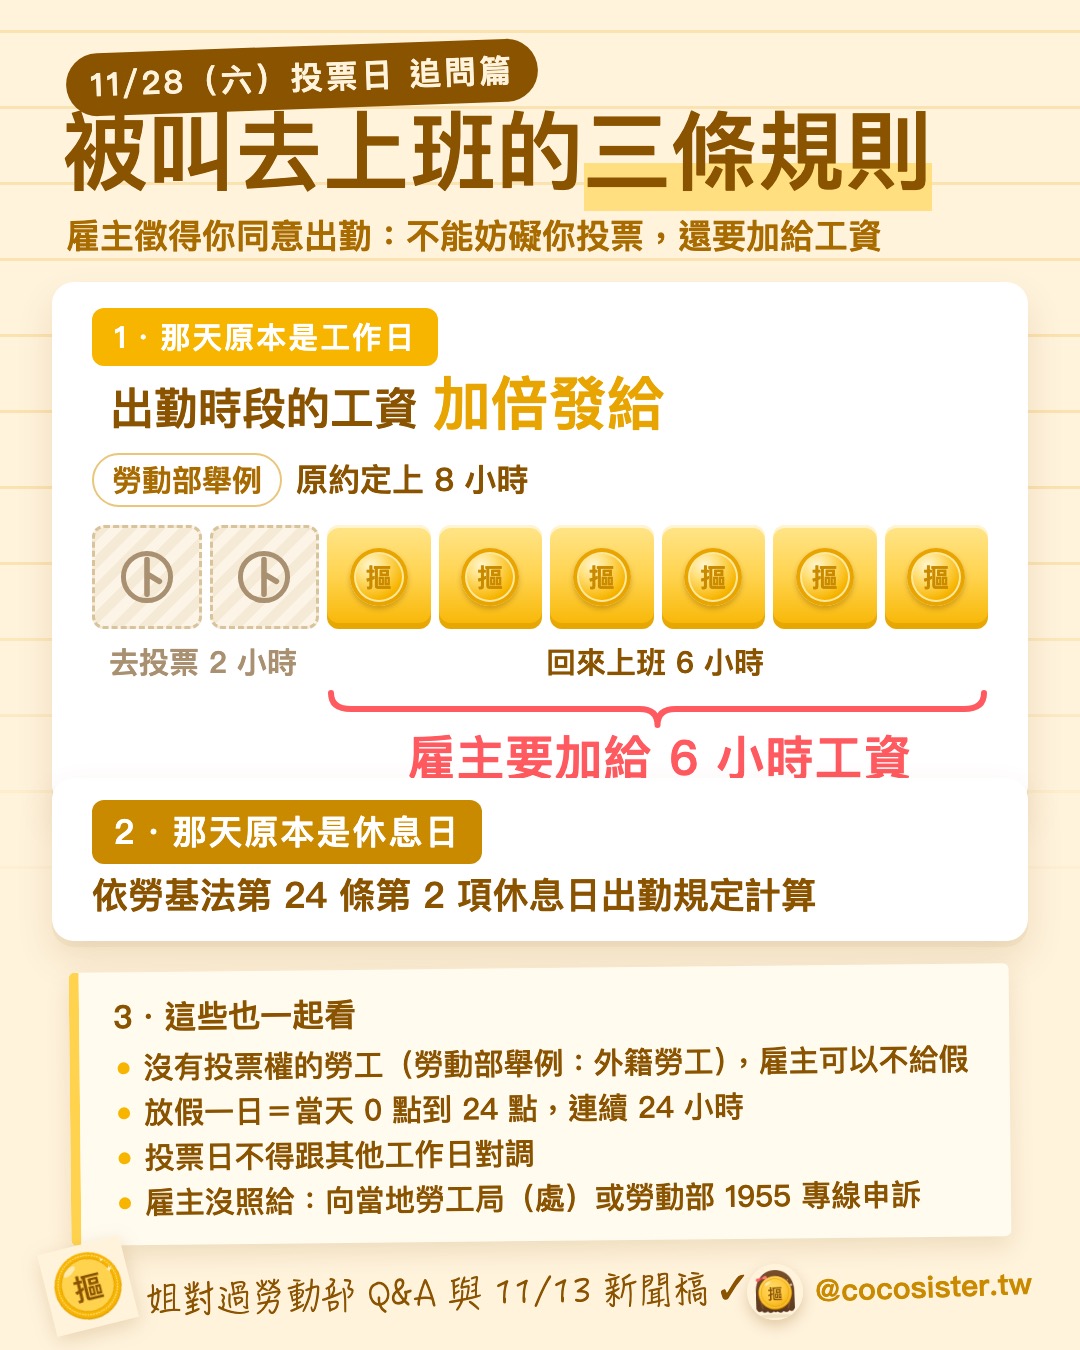 11/28（六）投票日 追問篇
被叫去上班的三條規則
雇主徵得你同意出勤：不能妨礙你投票，還要加給工資
1 · 那天原本是工作日
出勤時段的工資 加倍發給
勞動部舉例 原約定上 8 小時
摳 摳 摳 摳 摳 摳
去投票 2 小時 回來上班 6 小時
雇主要加給 6 小時工資
2 · 那天原本是休息日
依勞基法第 24 條第 2 項休息日出勤規定計算
3 · 這些也一起看
• 沒有投票權的勞工（勞動部舉例：外籍勞工），雇主可以不給假
• 放假一日＝當天 0 點到 24 點，連續 24 小時
• 投票日不得跟其他工作日對調
• 雇主沒照給：向當地勞工局（處）或勞動部 1955 專線申訴
摳 姐對過勞動部 Q&A 與 11/13 新聞稿 ✓ 摳 @cocosister.tw